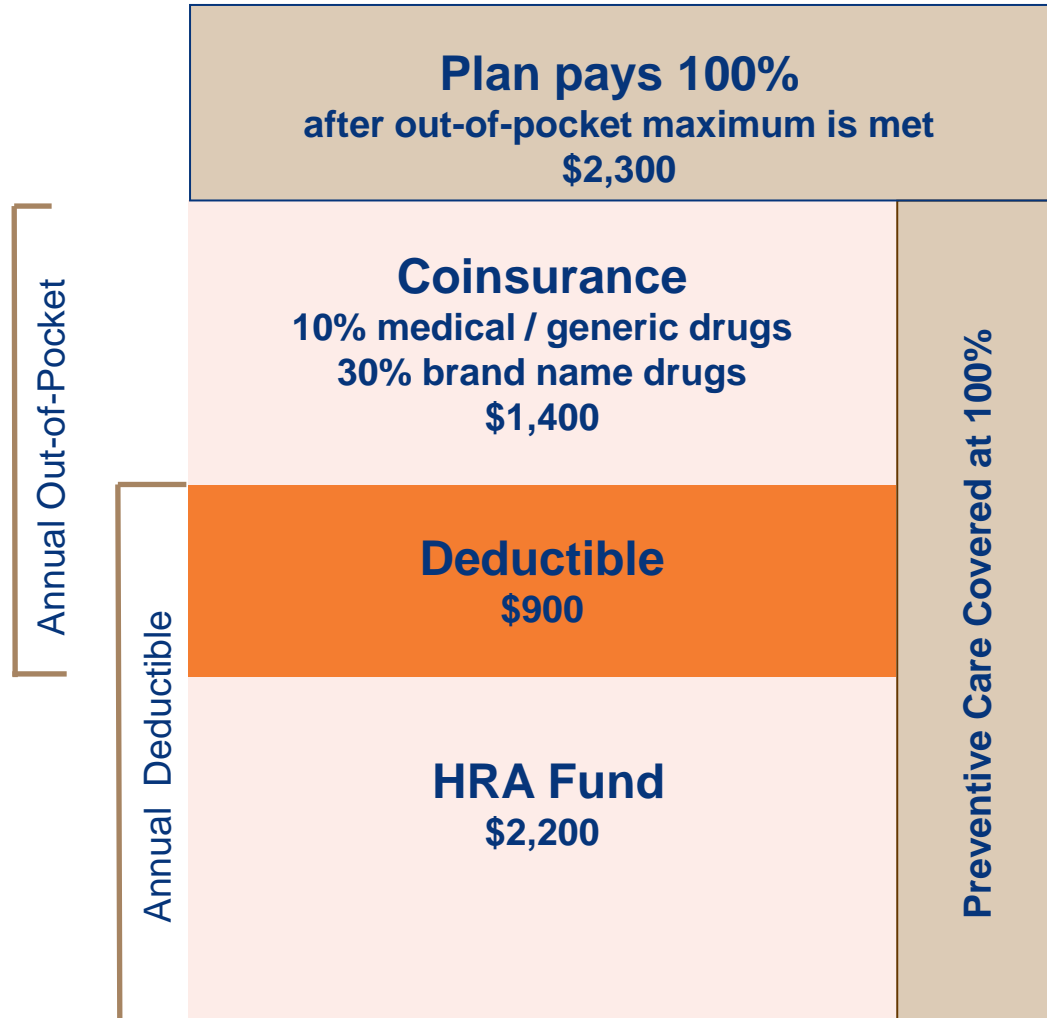 Plan pays 100%
after out-of-pocket maximum is met
$2,300
Coinsurance
10% medical / generic drugs
30% brand name drugs
$1,400
Deductible
$900
HRA Fund
$2,200
Annual Out-of-Pocket
Annual Deductible
Preventive Care Covered at 100%